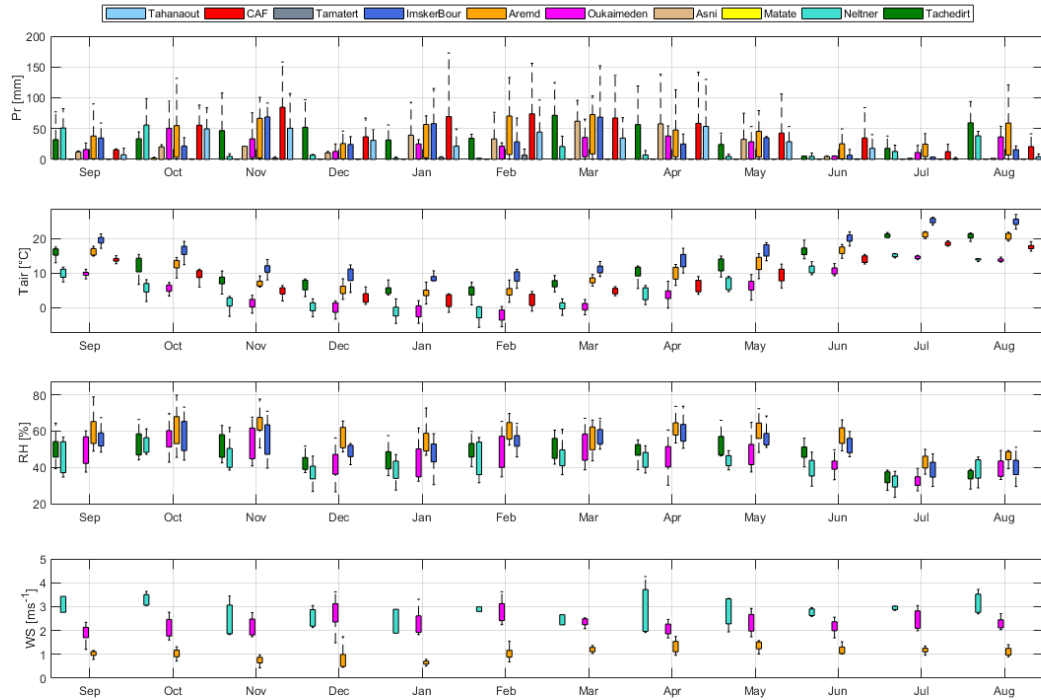 Tahanaout CAF Tamatert ImskerBour Aremd Oukaimeden Asni Matate Neltner Tachedirt
Pr [mm]
200
150
100
50
0
Sep Oct Nov Dec Jan Feb Mar Apr May Jun Jul Aug
Tair [°C]
20
10
0
Sep Oct Nov Dec Jan Feb Mar Apr May Jun Jul Aug
RH [%]
80
60
40
20
Sep Oct Nov Dec Jan Feb Mar Apr May Jun Jul Aug
WS [ms⁻¹]
5
4
3
2
1
0
Sep Oct Nov Dec Jan Feb Mar Apr May Jun Jul Aug